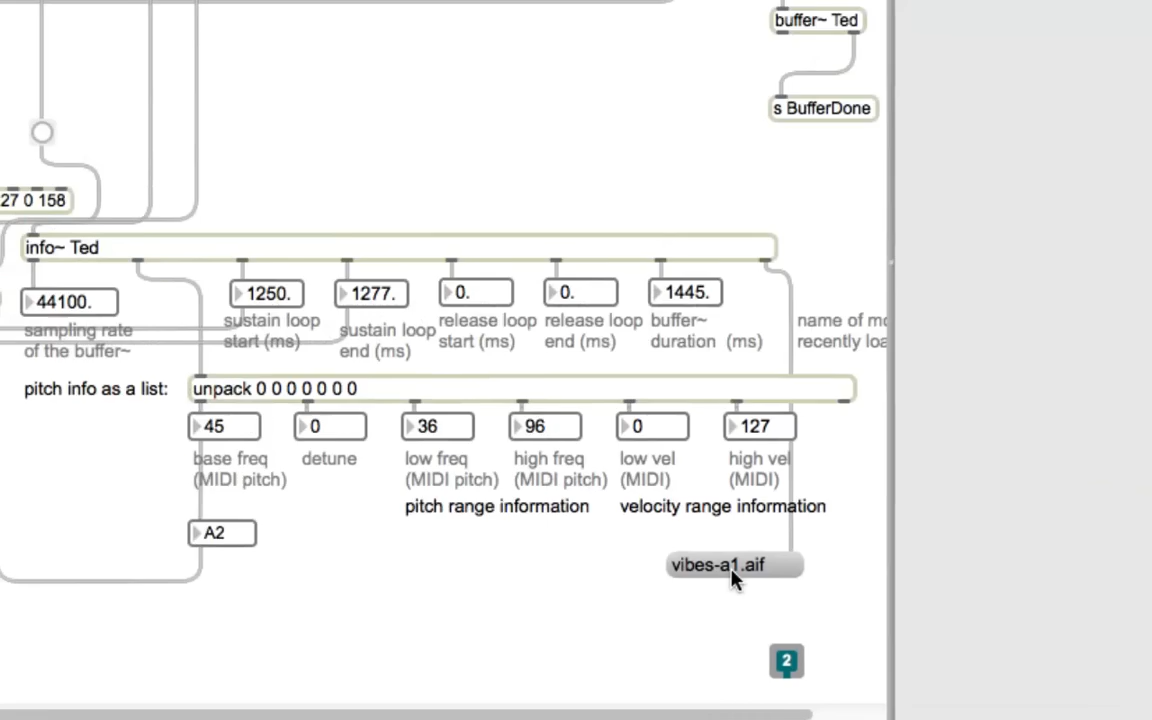 buffer~ Ted
s BufferDone
27 0 158
info~ Ted
44100.
1250.
1277.
0.
0.
1445.
sampling rate
of the buffer~
sustain loop
start (ms)
sustain loop
end (ms)
release loop
start (ms)
release loop
end (ms)
buffer~
duration (ms)
name of
recently
pitch info as a list:
unpack 0 0 0 0 0 0 0
45
0
36
96
0
127
base freq
(MIDI pitch)
detune
low freq
(MIDI pitch)
high freq
(MIDI pitch)
low vel
(MIDI)
high vel
(MIDI)
pitch range information
velocity range information
A2
vibes-a1.aif
2